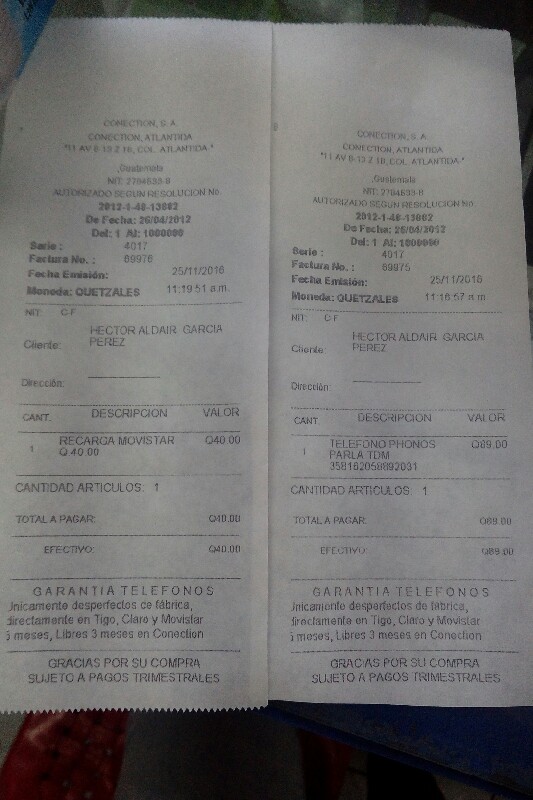 CONECTION, S.A.
CONECTION, ATLANTIDA
"11 AV 6-13 Z 18, COL. ATLANTIDA "
,Guatemala
NIT: 2784833-8
AUTORIZADO SEGUN RESOLUCION No.
2012-1-48-13882
De Fecha: 26/04/2012
Del: 1 Al: 1000000
Serie : 4017
Factura No. : 89976
Fecha Emisión: 25/11/2016
Moneda: QUETZALES 11:19:51 a.m.
NIT: C F
Cliente: HECTOR ALDAIR GARCIA
PEREZ
Dirección:
CANT. DESCRIPCION VALOR
1 RECARGA MOVISTAR Q40.00
Q 40.00
CANTIDAD ARTICULOS: 1
TOTAL A PAGAR: Q40.00
EFECTIVO: Q40.00
GARANTIA TELEFONOS
Unicamente desperfectos de fábrica,
directamente en Tigo, Claro y Movistar
meses, Libres 3 meses en Conection
GRACIAS POR SU COMPRA
SUJETO A PAGOS TRIMESTRALES
CONECTION, S.A.
CONECTION, ATLANTIDA
"11 AV 6-13 Z 18, COL. ATLANTIDA "
,Guatemala
NIT: 2784833-8
AUTORIZADO SEGUN RESOLUCION No.
2012-1-48-13882
De Fecha: 26/04/2012
Del: 1 Al: 1000000
Serie : 4017
Factura No. : 89975
Fecha Emisión: 25/11/2016
Moneda: QUETZALES 11:16:57 a.m.
NIT: C F
Cliente: HECTOR ALDAIR GARCIA
PEREZ
Dirección:
CANT. DESCRIPCION VALOR
1 TELEFONO PHONOS Q89.00
PARLA TDM
358162058892031
CANTIDAD ARTICULOS: 1
TOTAL A PAGAR: Q89.00
EFECTIVO: Q89.00
GARANTIA TELEFONOS
Unicamente desperfectos de fábrica,
directamente en Tigo, Claro y Movistar
meses, Libres 3 meses en Conection
GRACIAS POR SU COMPRA
SUJETO A PAGOS TRIMESTRALES